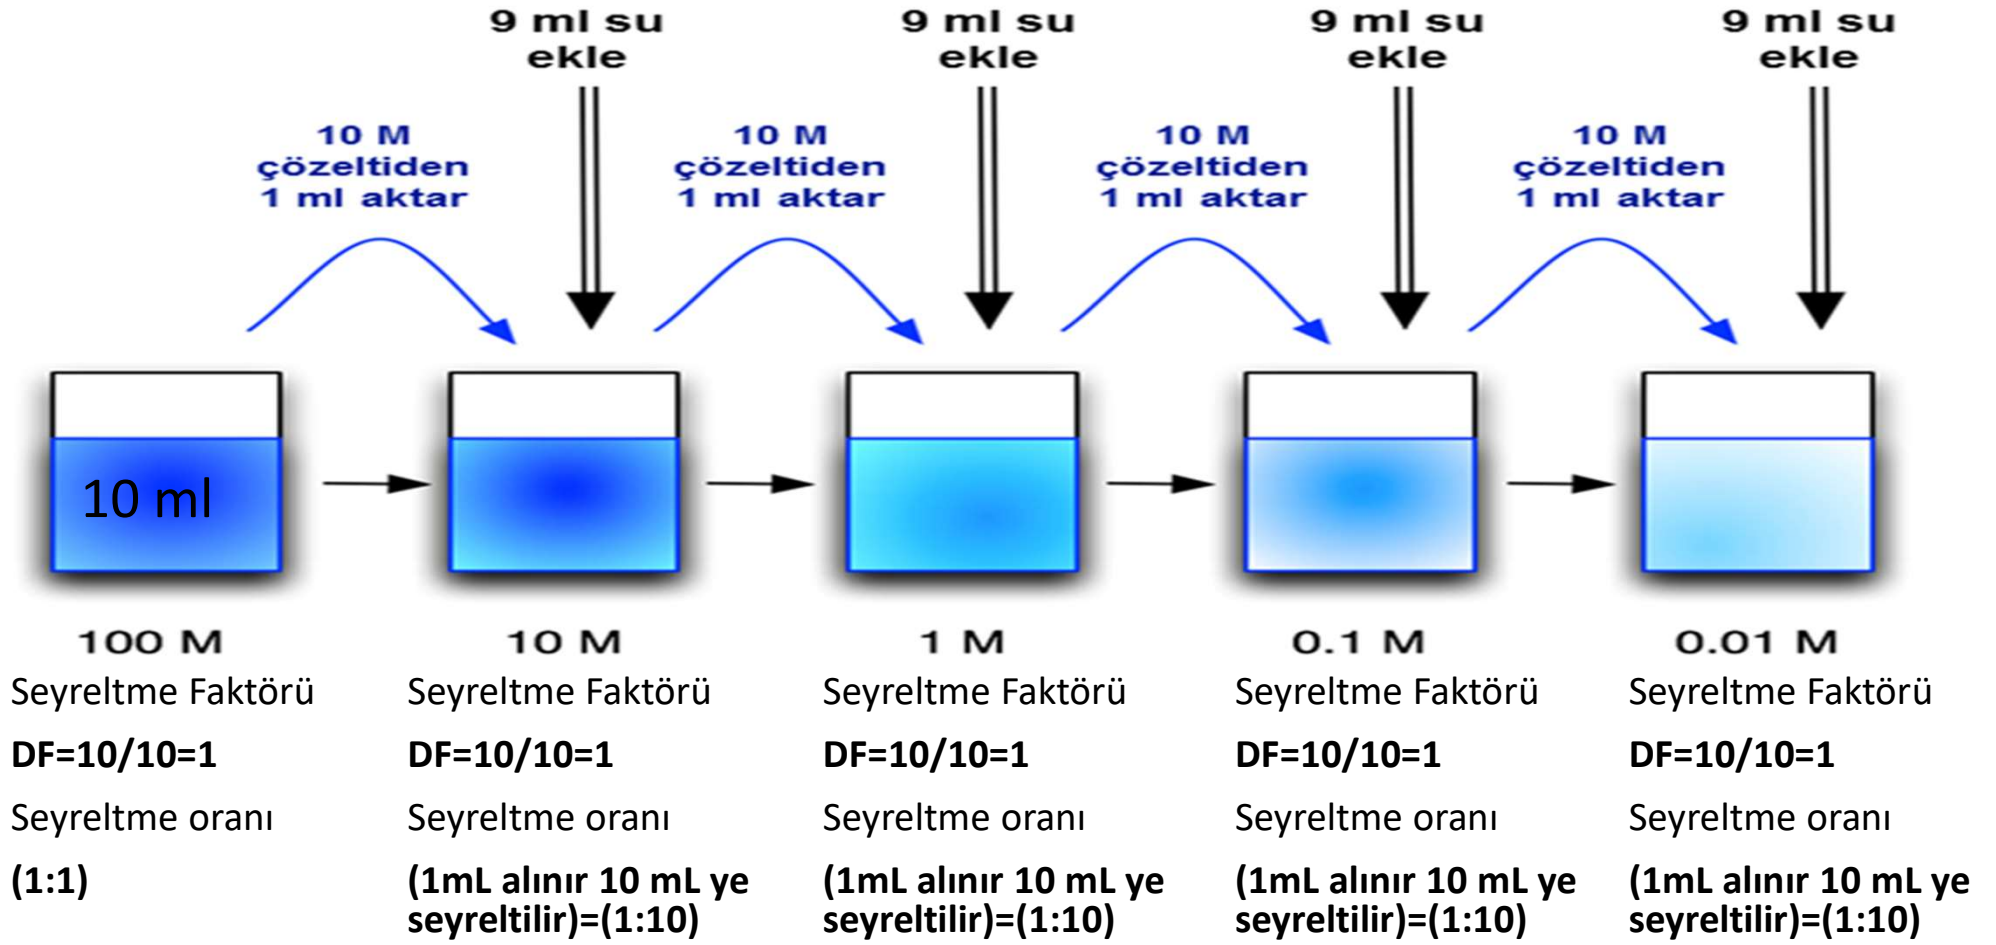 9 ml su
ekle
9 ml su
ekle
9 ml su
ekle
9 ml su
ekle
10 M
çözeltiden
1 ml aktar
10 M
çözeltiden
1 ml aktar
10 M
çözeltiden
1 ml aktar
10 M
çözeltiden
1 ml aktar
10 ml
100 M
Seyreltme Faktörü
DF=10/10=1
Seyreltme oranı
(1:1)
10 M
Seyreltme Faktörü
DF=10/10=1
Seyreltme oranı
(1mL alınır 10 mL ye
seyreltilir)=(1:10)
1 M
Seyreltme Faktörü
DF=10/10=1
Seyreltme oranı
(1mL alınır 10 mL ye
seyreltilir)=(1:10)
0.1 M
Seyreltme Faktörü
DF=10/10=1
Seyreltme oranı
(1mL alınır 10 mL ye
seyreltilir)=(1:10)
0.01 M
Seyreltme Faktörü
DF=10/10=1
Seyreltme oranı
(1mL alınır 10 mL ye
seyreltilir)=(1:10)